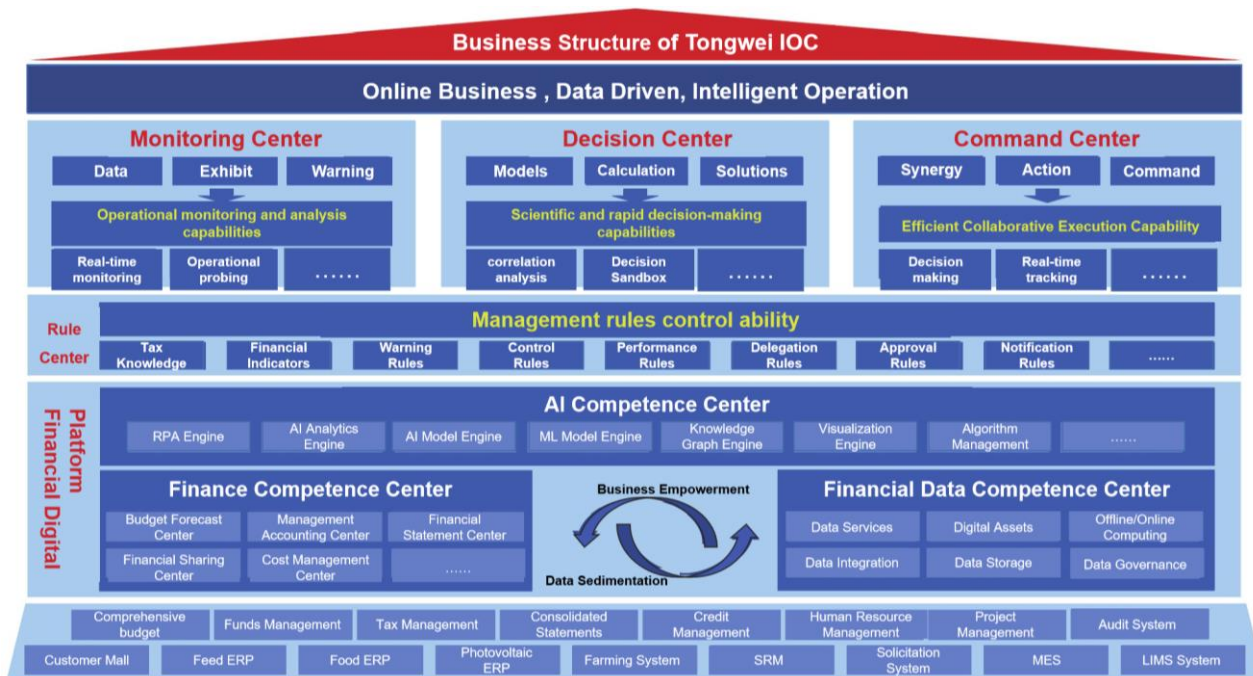 Business Structure of Tongwei IOC
Online Business , Data Driven, Intelligent Operation
Monitoring Center
Data
Exhibit
Warning
Operational monitoring and analysis
capabilities
Real-time
monitoring
Operational
probing
......
Decision Center
Models
Calculation
Solutions
Scientific and rapid decision-making
capabilities
correlation
analysis
Decision
Sandbox
......
Command Center
Synergy
Action
Command
Efficient Collaborative Execution Capability
Decision
making
Real-time
tracking
......
Rule
Center
Management rules control ability
Tax
Knowledge
Financial
Indicators
Warning
Rules
Control
Rules
Performance
Rules
Delegation
Rules
Approval
Rules
Notification
Rules
......
Platform
Financial Digital
AI Competence Center
RPA Engine
AI Analytics
Engine
AI Model Engine
ML Model Engine
Knowledge
Graph Engine
Visualization
Engine
Algorithm
Management
......
Finance Competence Center
Budget Forecast
Center
Management
Accounting Center
Financial
Statement Center
Financial Sharing
Center
Cost Management
Center
......
Business Empowerment
Data Sedimentation
Financial Data Competence Center
Data Services
Digital Assets
Offline/Online
Computing
Data Integration
Data Storage
Data Governance
Comprehensive
budget
Funds Management
Tax Management
Consolidated
Statements
Credit
Management
Human Resource
Management
Project
Management
Audit System
Customer Mall
Feed ERP
Food ERP
Photovoltaic
ERP
Farming System
SRM
Solicitation
System
MES
LIMS System